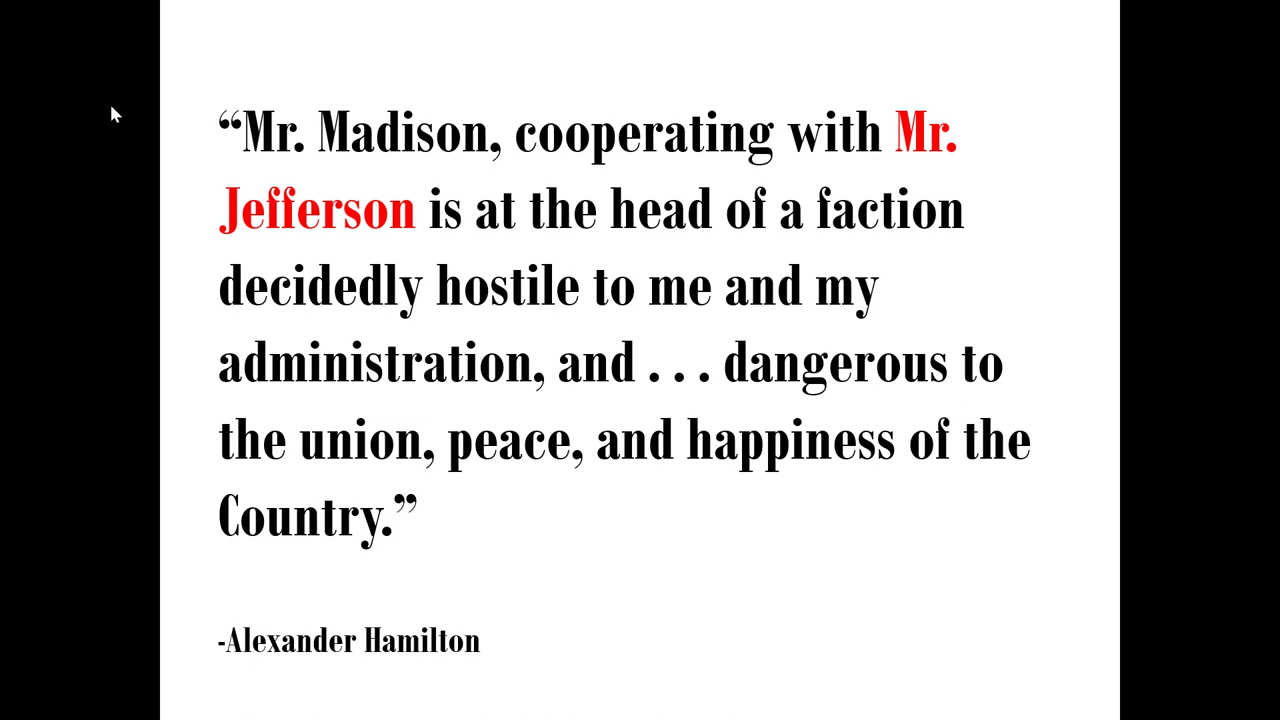 “Mr. Madison, cooperating with Mr.
Jefferson is at the head of a faction
decidedly hostile to me and my
administration, and . . . dangerous to
the union, peace, and happiness of the
Country.”
-Alexander Hamilton